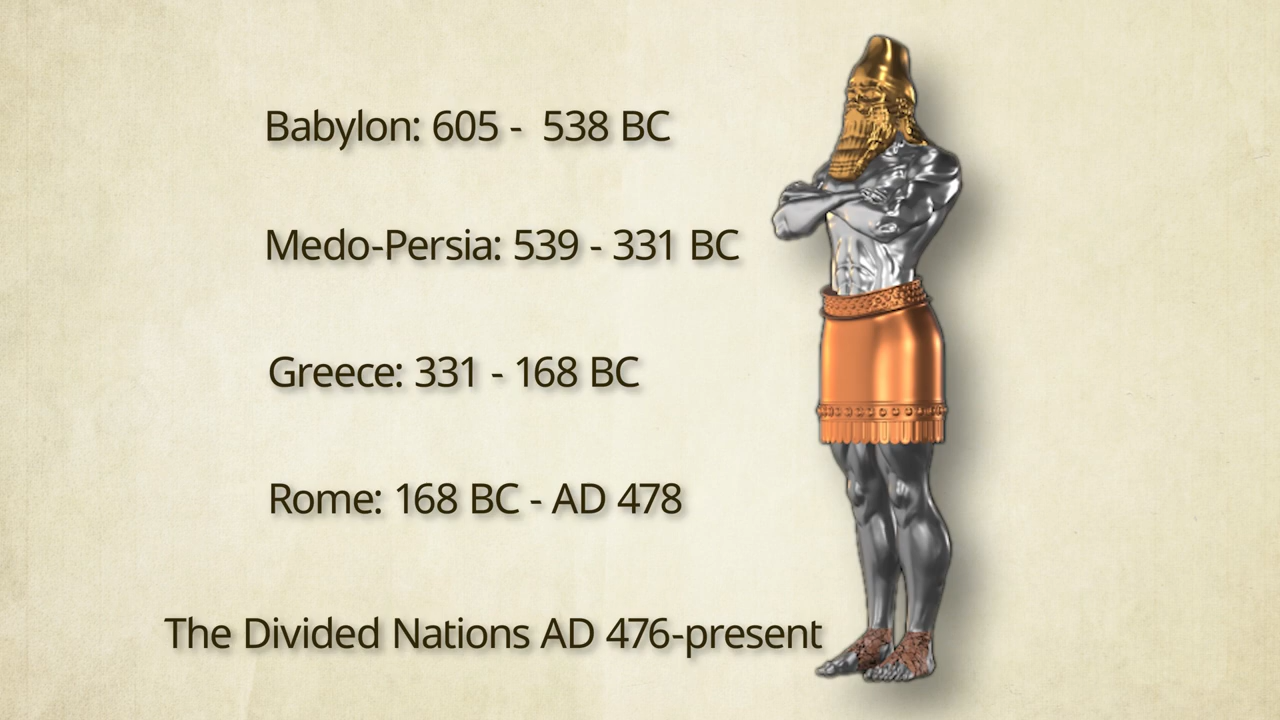 Babylon: 605 -  538 BC
Medo-Persia: 539 - 331 BC
Greece: 331 - 168 BC
Rome: 168 BC - AD 478
The Divided Nations AD 476-present